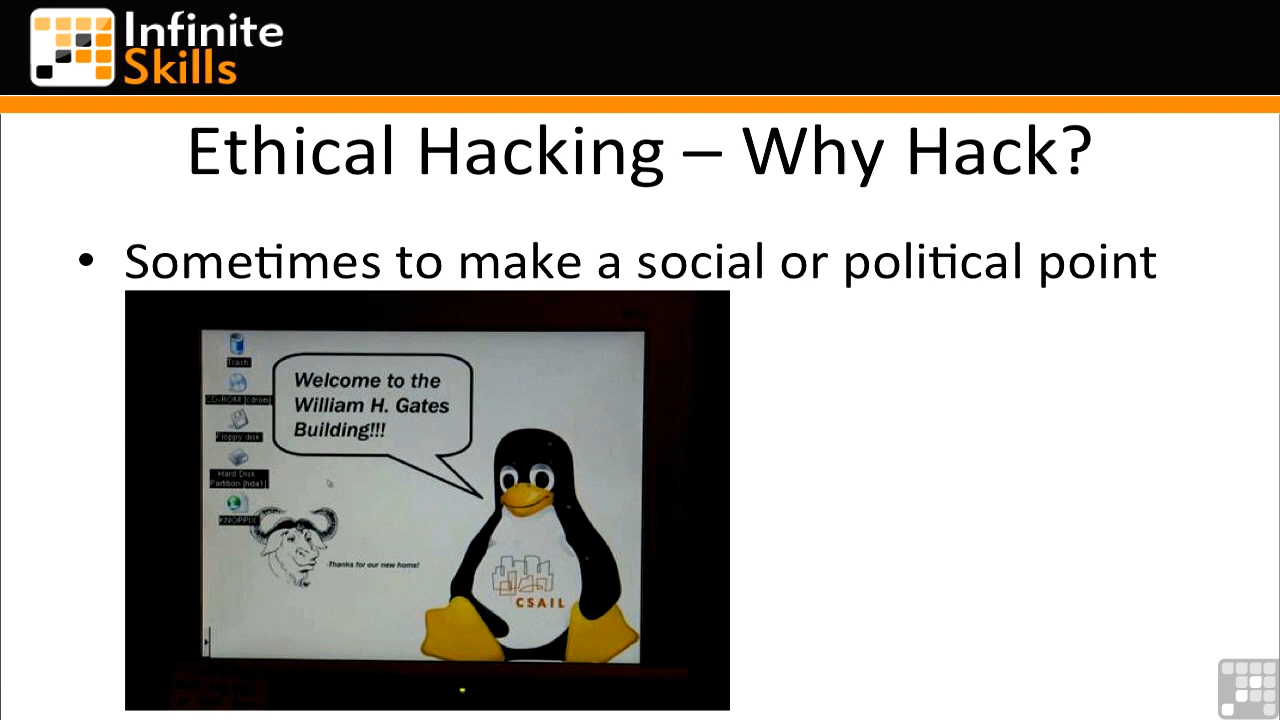 Infinite
Skills
Ethical Hacking – Why Hack?
• Sometimes to make a social or political point
Trash
CD-ROM [cdrom]
Floppy disk
Hard Disk
Partition [hda1]
KNOPPIX
Welcome to the
William H. Gates
Building!!!
-Thanks for our new home!
CSAIL